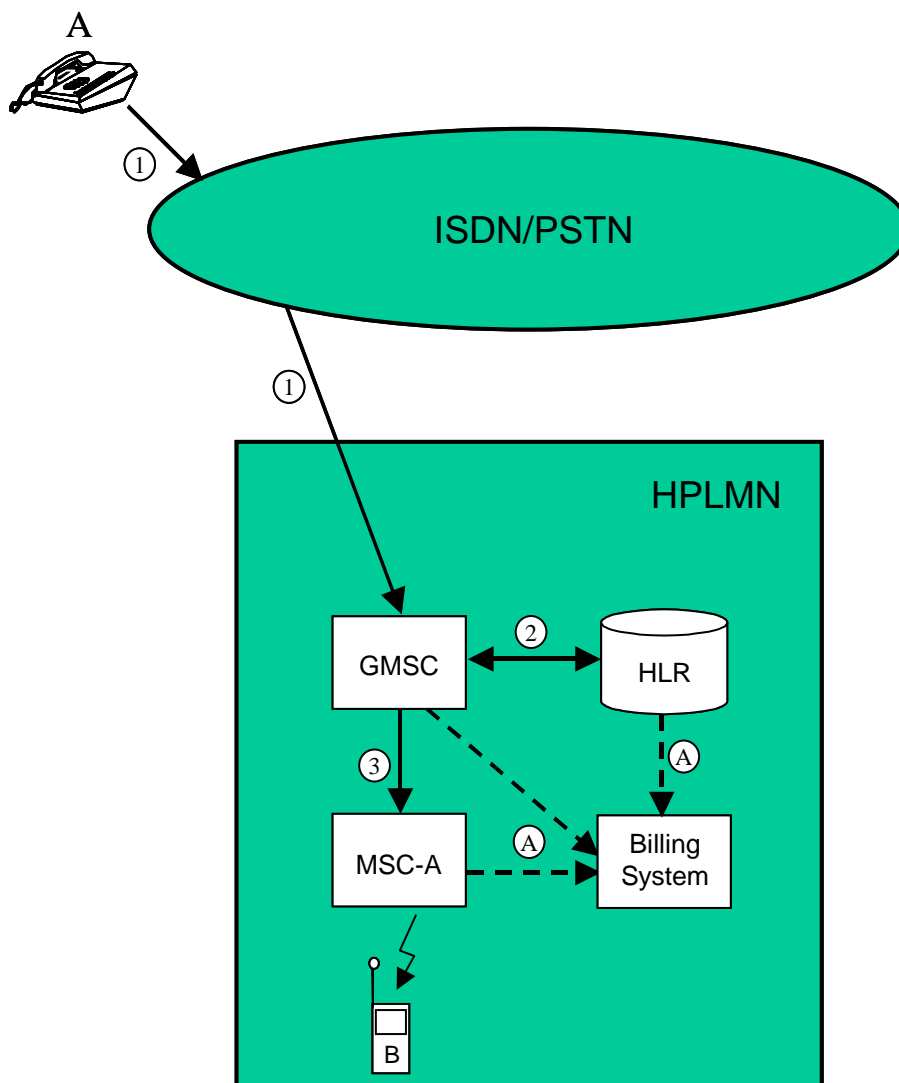 A
1
ISDN/PSTN
1
HPLMN
2
GMSC
HLR
3
A
A
MSC-A
Billing
System
B